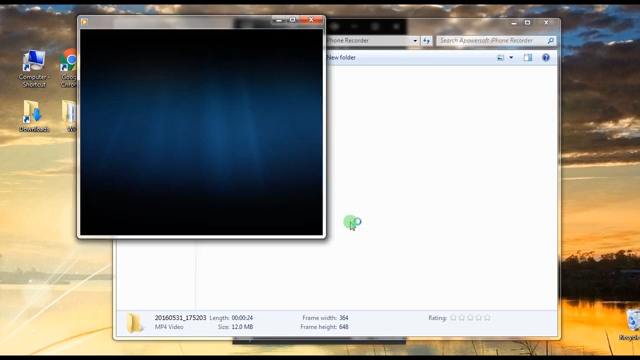 Phone Recorder
Search Apowersoft iPhone Recorder
New folder
Computer -
Shortcut
Downloads
20160531_175203 Length: 00:00:24 Frame width: 364 Rating:
MP4 Video Size: 12.0 MB Frame height: 648